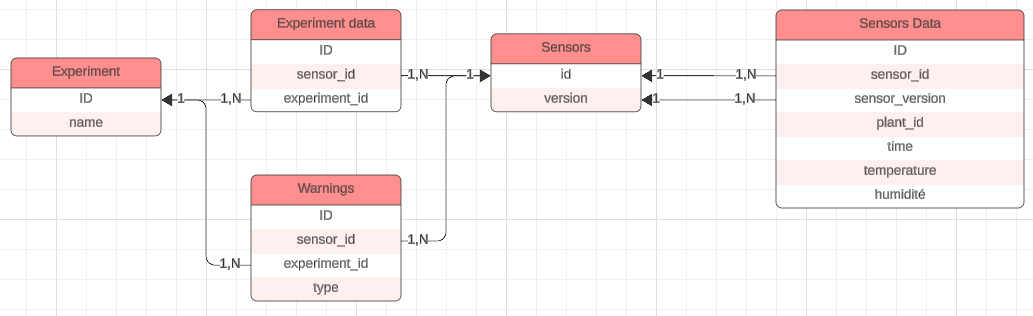 Experiment
ID
name
Experiment data
ID
sensor_id
experiment_id
Warnings
ID
sensor_id
experiment_id
type
Sensors
id
version
Sensors Data
ID
sensor_id
sensor_version
plant_id
time
temperature
humidité
1
1,N
1,N
1
1,N
1,N
1
1,N
1
1,N